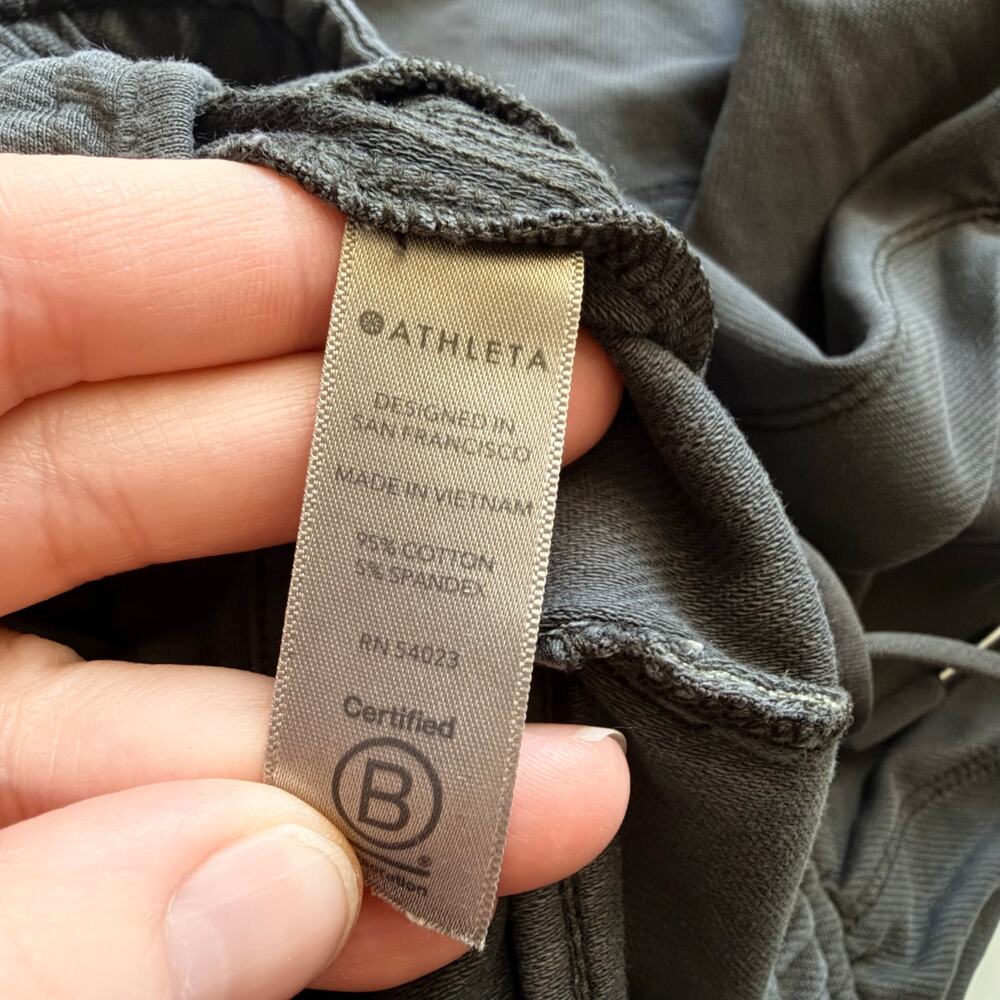 ATHLETA
DESIGNED IN
SAN FRANCISCO
MADE IN VIETNAM
95% COTTON
5% SPANDEX
RN 54023
Certified
B
®